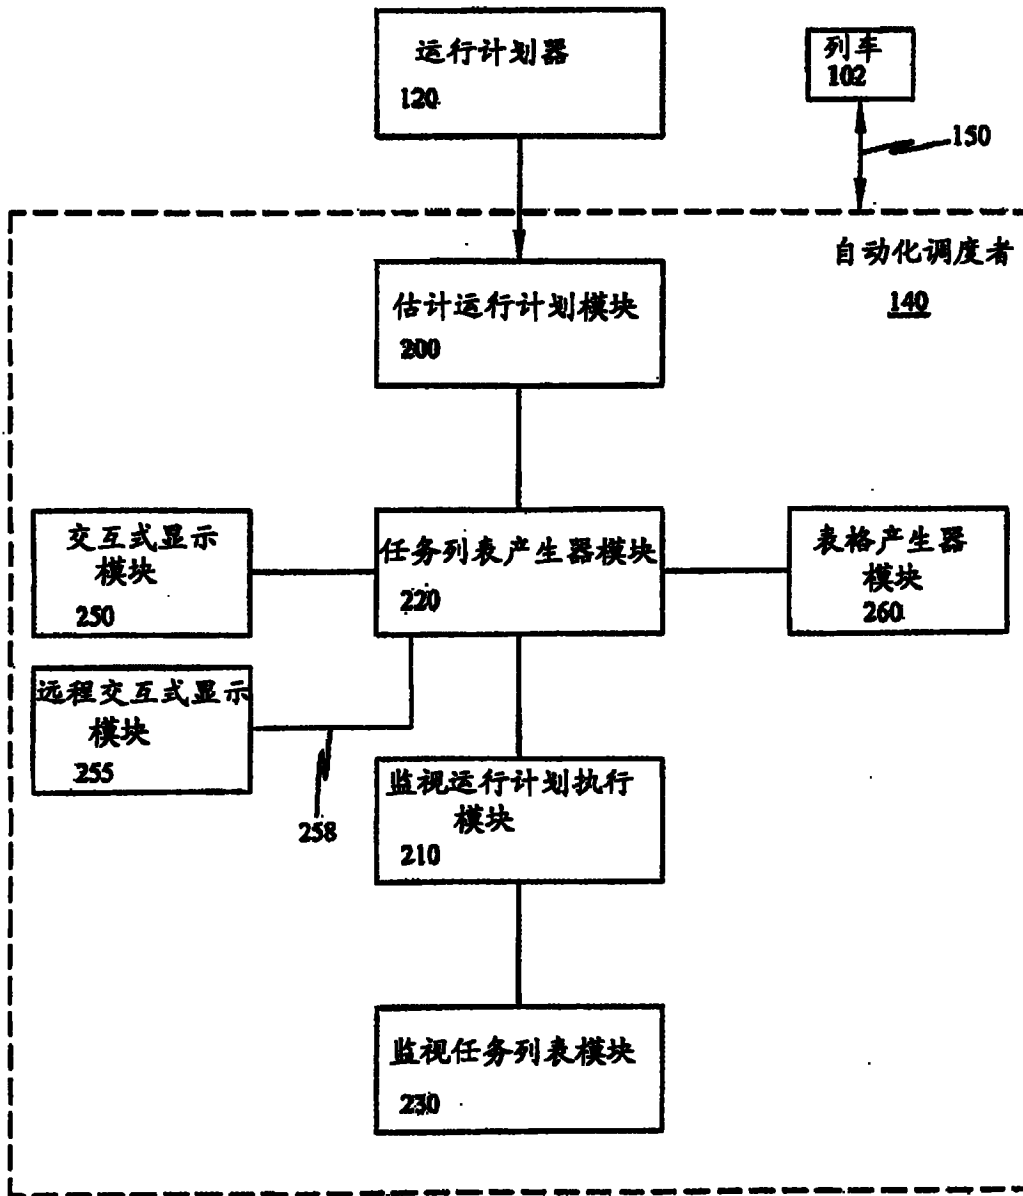 运行计划器
120
列车
102
150
自动化调度者
140
估计运行计划模块
200
交互式显示
模块
250
任务列表产生器模块
220
表格产生器
模块
260
远程交互式显示
模块
255
258
监视运行计划执行
模块
210
监视任务列表模块
230